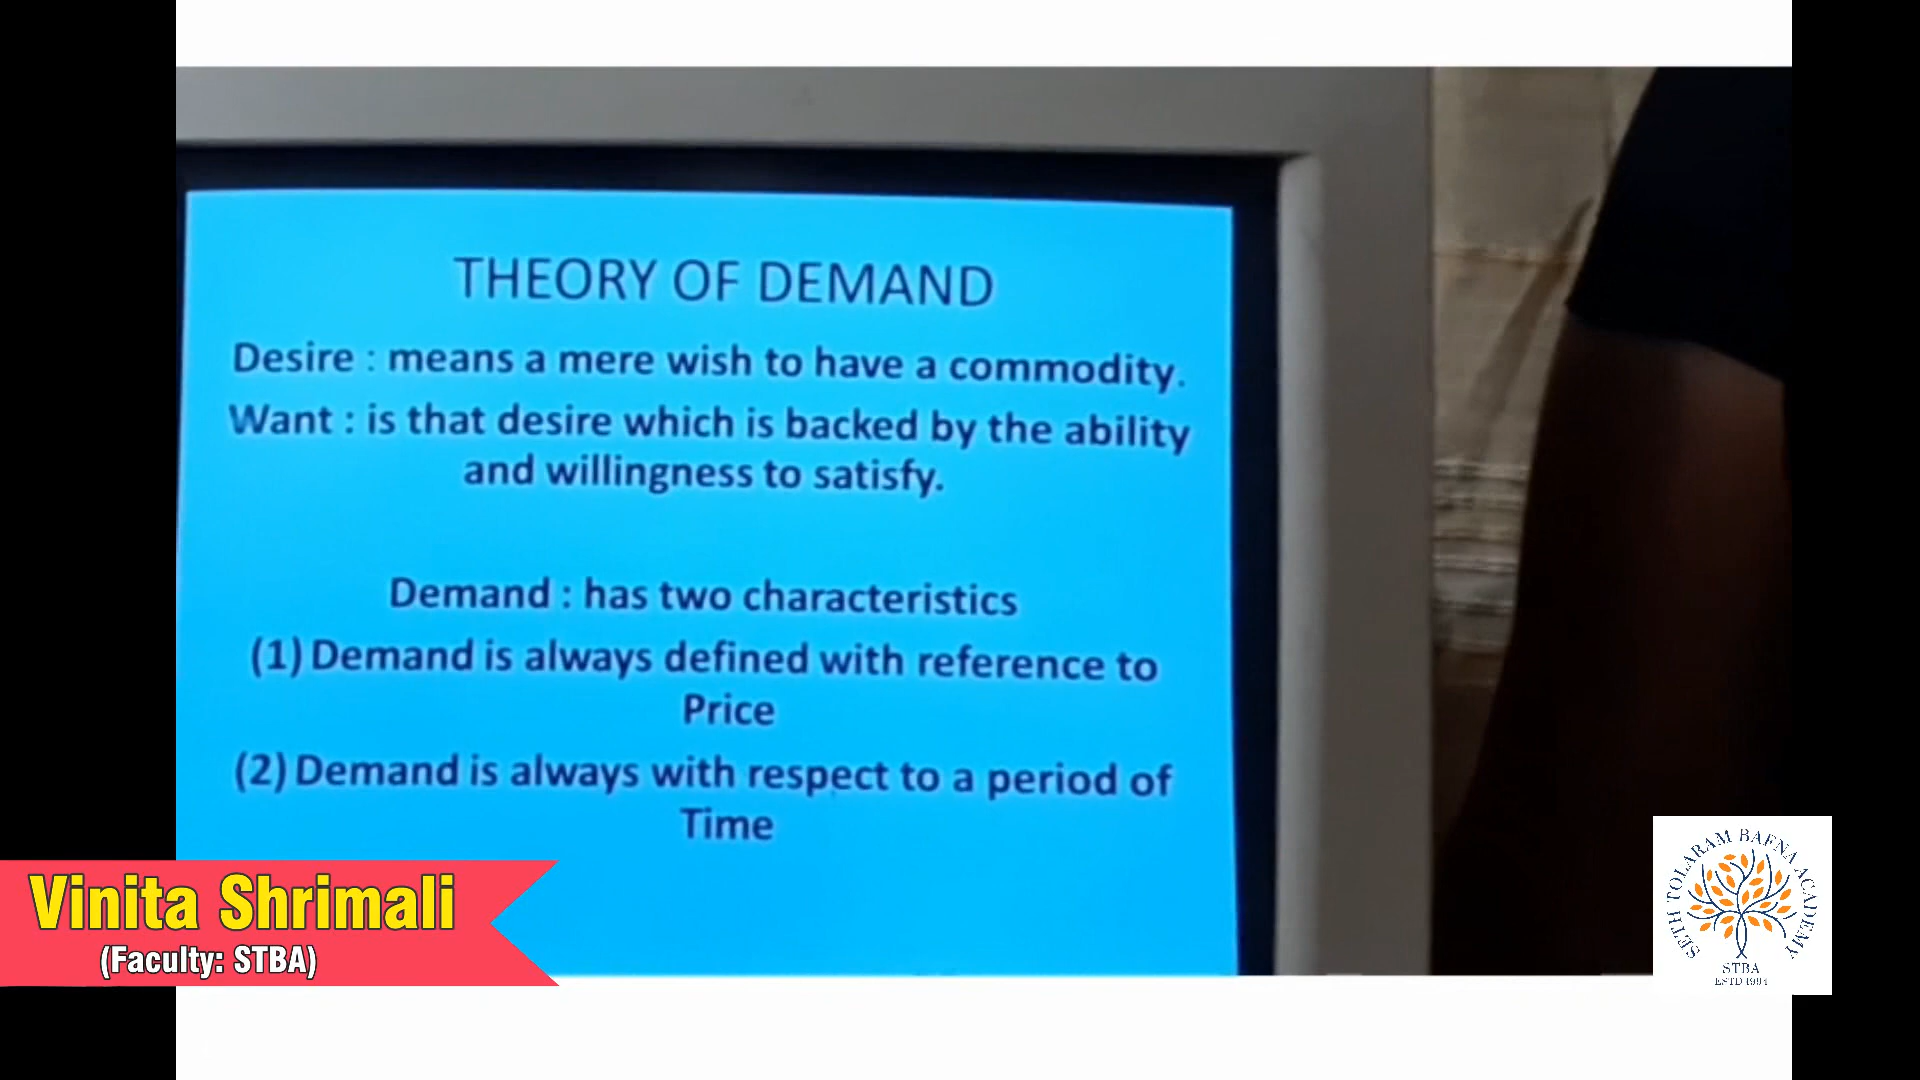 THEORY OF DEMAND
Desire : means a mere wish to have a commodity.
Want : is that desire which is backed by the ability
and willingness to satisfy.
Demand : has two characteristics
(1) Demand is always defined with reference to
Price
(2) Demand is always with respect to a period of
Time
Vinita Shrimali
(Faculty: STBA)
SETH TOLARAM BAFNA ACADEMY
STBA
ESTD 1994